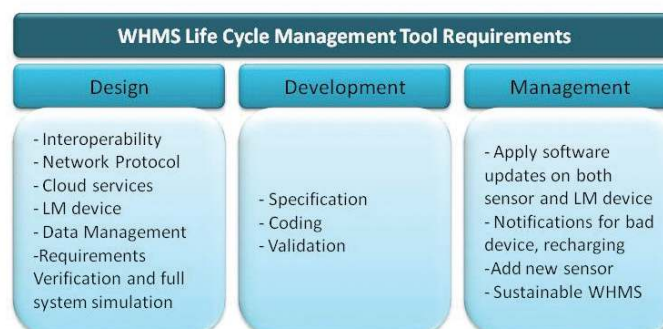 WHMS Life Cycle Management Tool Requirements
Design
- Interoperability
- Network Protocol
- Cloud services
- LM device
- Data Management
-Requirements
Verification and full
system simulation
Development
- Specification
- Coding
- Validation
Management
- Apply software
updates on both
sensor and LM device
- Notifications for bad
device, recharging
-Add new sensor
- Sustainable WHMS